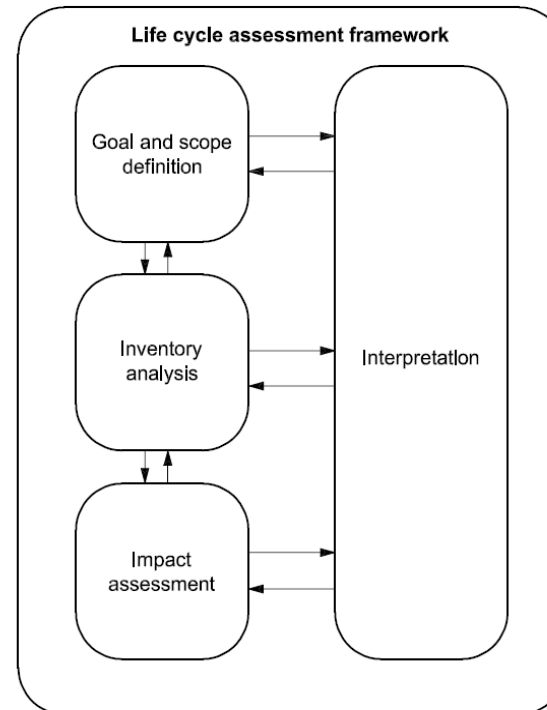 Life cycle assessment framework
Goal and scope
definition
Inventory
analysis
Interpretation
Impact
assessment